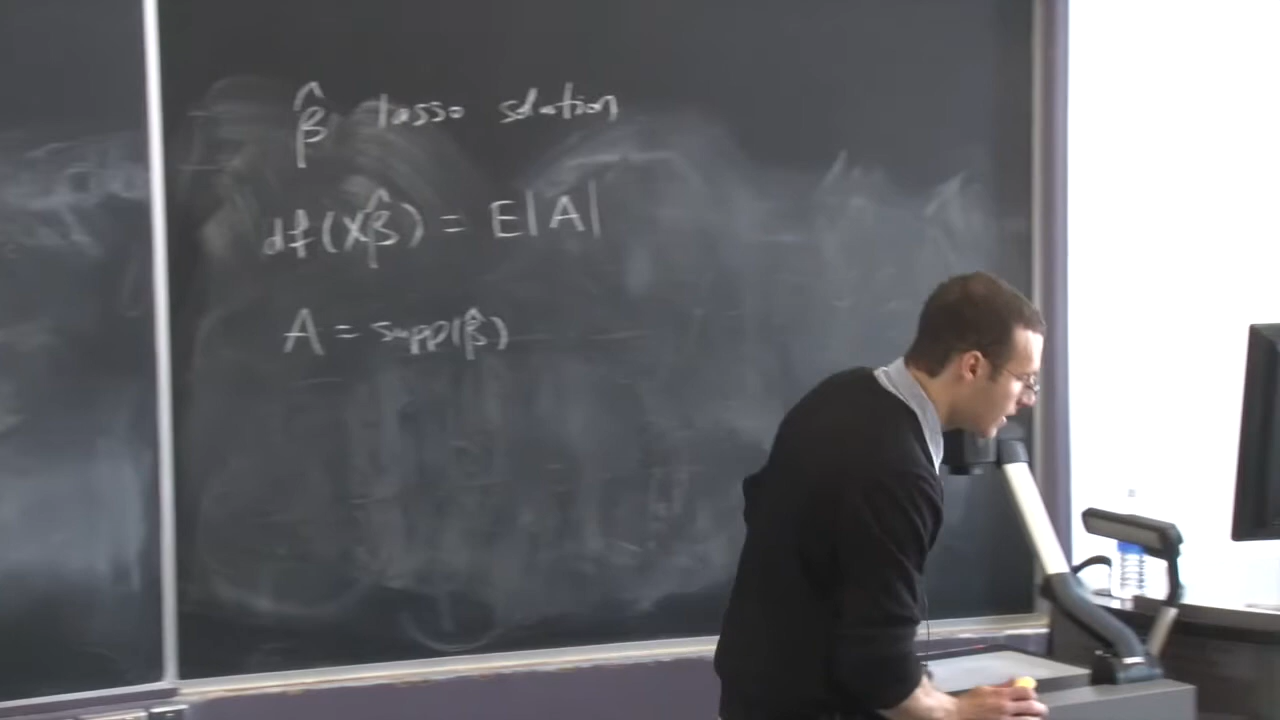 β̂ lasso solution
df(Xβ̂) = E|A|
A = supp(β̂)